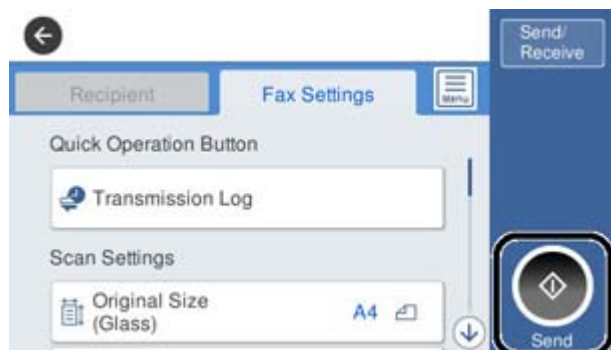 Send/
Receive
Recipient
Fax Settings
Menu
Quick Operation Button
Transmission Log
Scan Settings
Original Size
(Glass)
A4
Send